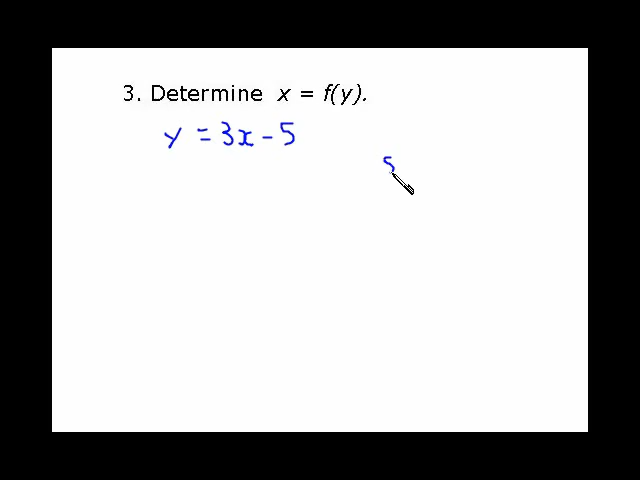 3. Determine x = f(y).
y = 3x - 5